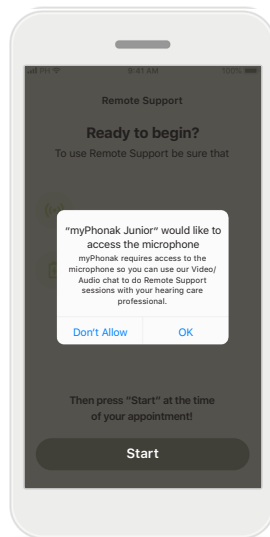 PH 9:41 AM 100%
Remote Support
Ready to begin?
To use Remote Support be sure that
“myPhonak Junior“ would like to
access the microphone
myPhonak requires access to the
microphone so you can use our Video/
Audio chat to do Remote Support
sessions with your hearing care
professional.
Don’t Allow OK
Then press “Start“ at the time
of your appointment!
Start